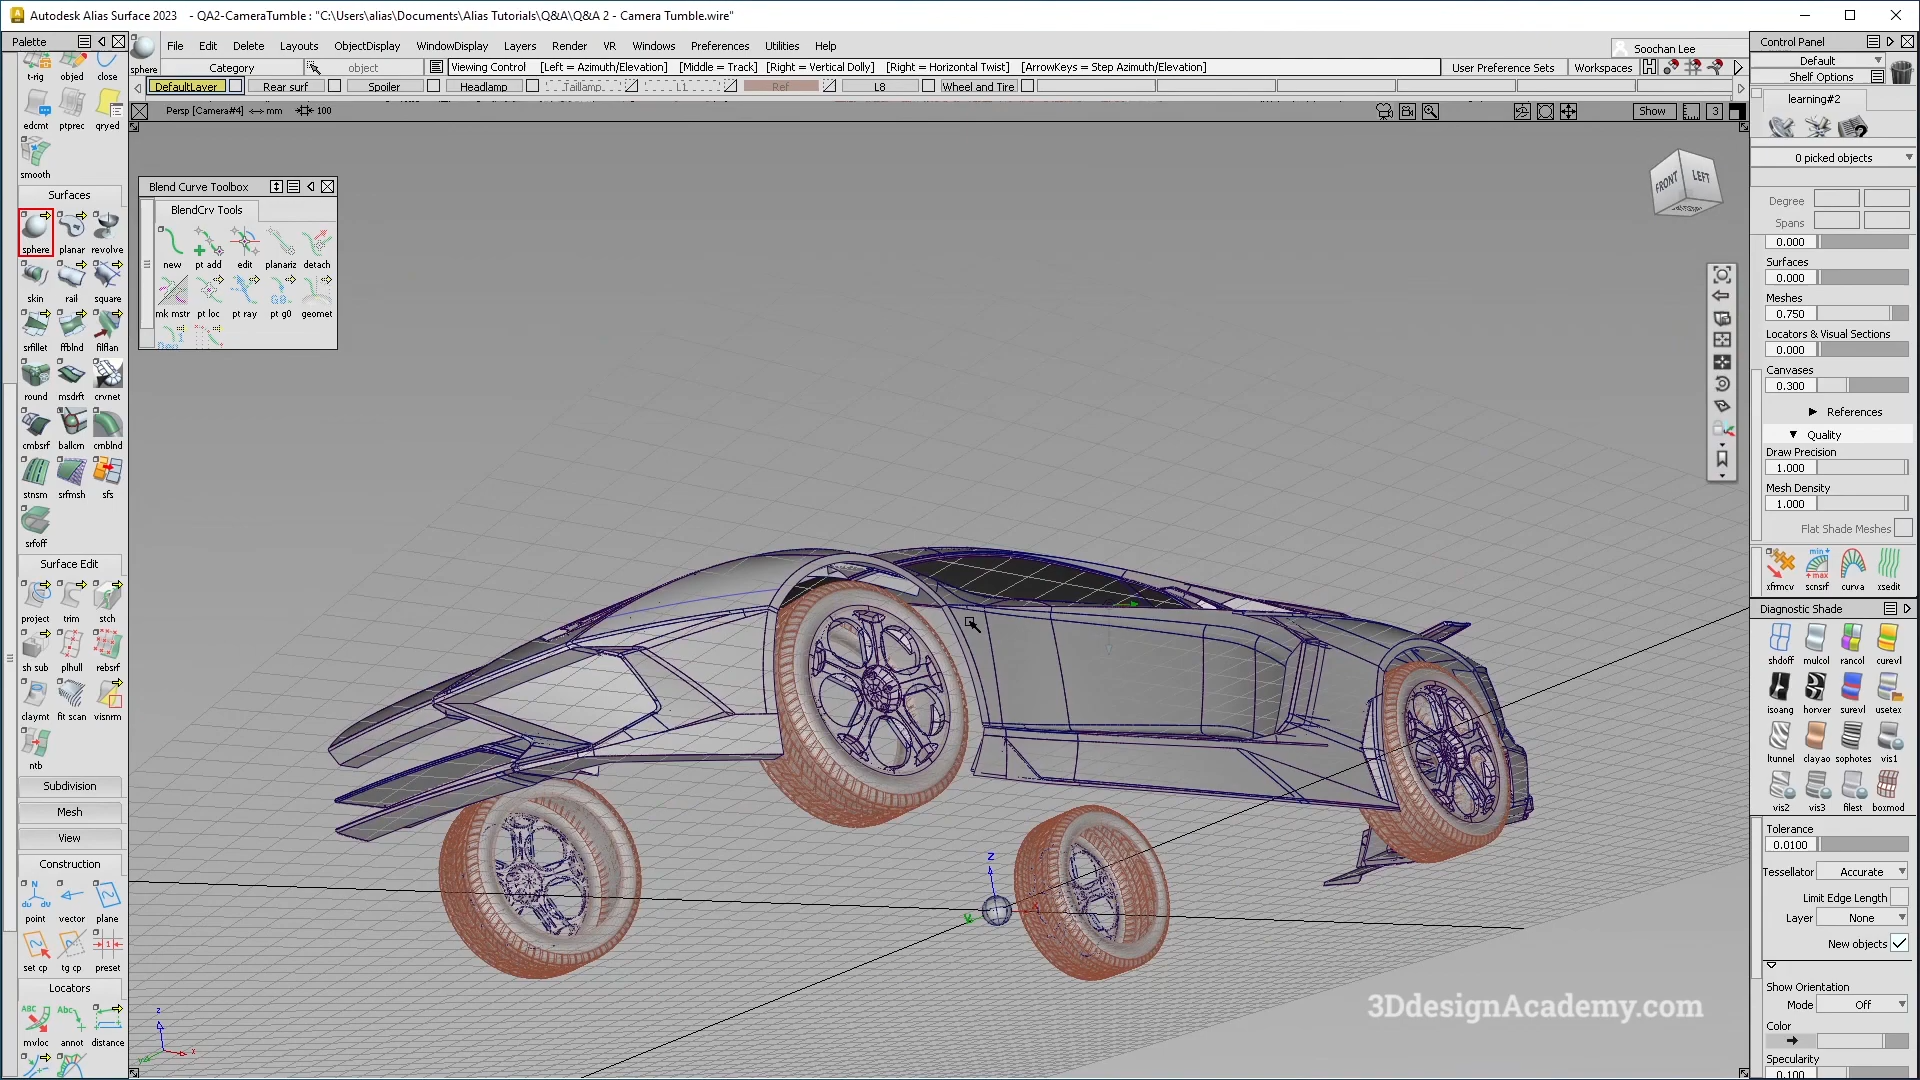 Autodesk Alias Surface 2023 - QA2-CameraTumble : "C:\Users\alias\Documents\Alias Tutorials\Q&A\Q&A 2 - Camera Tumble.wire"
Palette
File Edit Delete Layouts ObjectDisplay WindowDisplay Layers Render VR Windows Preferences Utilities Help
Soochan Lee
sphere
Category object
Viewing Control [Left = Azimuth/Elevation] [Middle = Track] [Right = Vertical Dolly] [Right = Horizontal Twist] [ArrowKeys = Step Azimuth/Elevation]
User Preference Sets Workspaces
DefaultLayer Rear surf Spoiler Headlamp Taillamp L1 Ref L8 Wheel and Tire
Persp [Camera#4] mm 100
Show 3
t-rig objed close
edcmt ptprec qryed
smooth
Surfaces
sphere planar revolve
skin rail square
srfillet ffblnd filflan
round msdrft crvnet
cmbsrf ballcrn crnblnd
stnsm srfmsh sfs
srfoff
Surface Edit
project trim stch
sh sub plhull rebsrf
claymt fit scan visnrm
ntb
Subdivision
Mesh
View
Construction
N
du dv
point vector plane
set cp tg cp preset
Locators
mvloc annot distance
Blend Curve Toolbox
BlendCrv Tools
new pt add edit planariz detach
mk mstr pt loc pt ray pt g0 geomet
FRONT LEFT
z
y
x
z
x
3DdesignAcademy.com
Control Panel
Default
Shelf Options
learning#2
0 picked objects
Degree
Spans
0.000
Surfaces
0.000
Meshes
0.750
Locators & Visual Sections
0.000
Canvases
0.300
References
Quality
Draw Precision
1.000
Mesh Density
1.000
Flat Shade Meshes
xfrmcv scnsrf curva xsedit
Diagnostic Shade
shdoff mulcol rancol curevl
isoang horver surevl usetex
ltunnel clayao sophotes vis1
vis2 vis3 filest boxmod
Tolerance
0.0100
Tessellator Accurate
Limit Edge Length
Layer None
New objects
Show Orientation
Mode Off
Color
Specularity
0.100